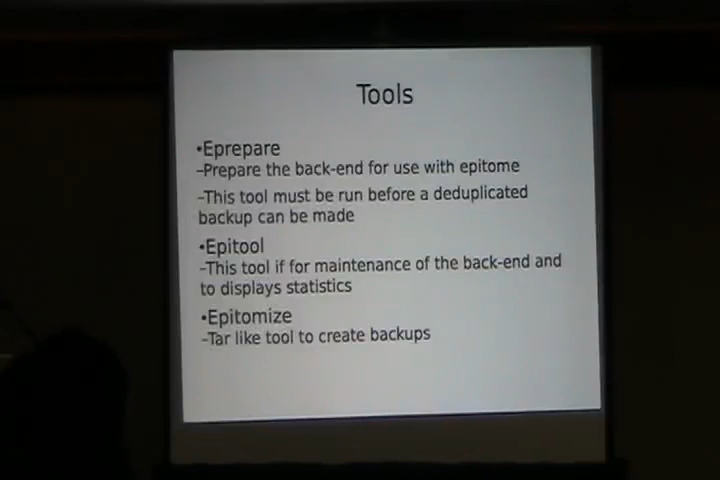 Tools
•Eprepare
–Prepare the back-end for use with epitome
–This tool must be run before a deduplicated
backup can be made
•Epitool
–This tool if for maintenance of the back-end and
to displays statistics
•Epitomize
–Tar like tool to create backups